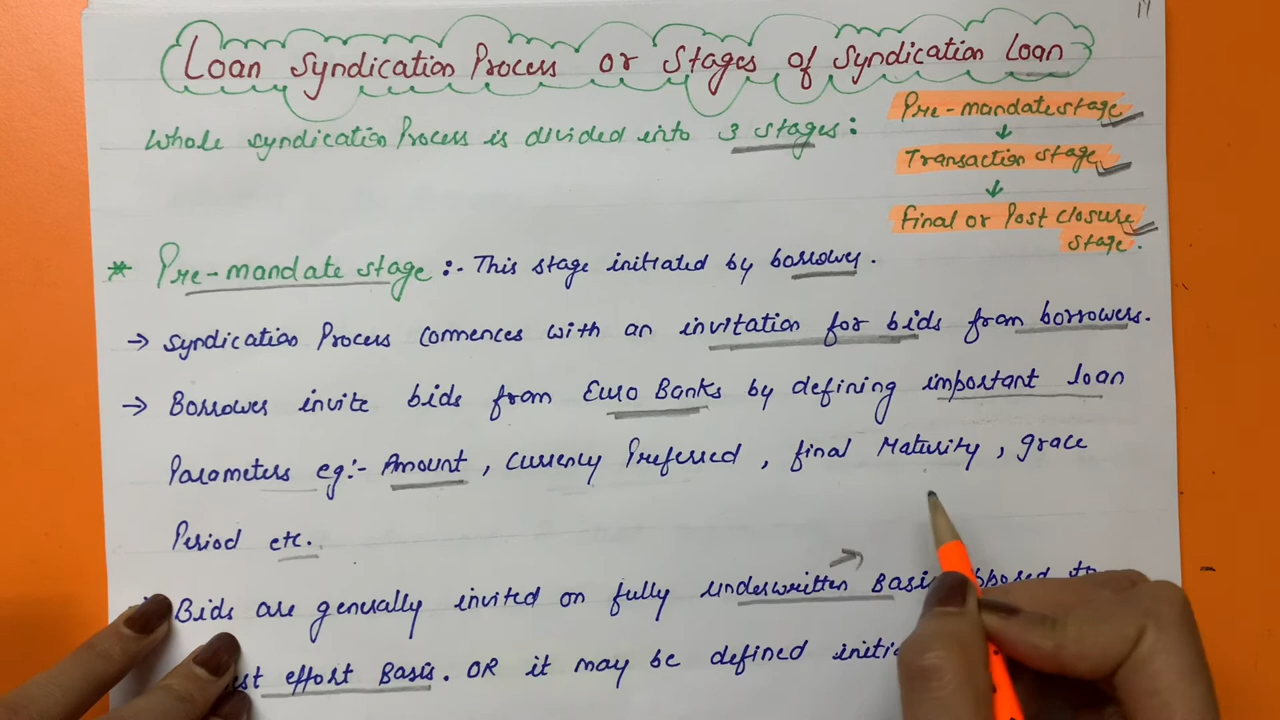 Loan Syndication Process or Stages of Syndication Loan
Whole syndication Process is divided into 3 stages:
Pre-mandate stage
↓
Transaction stage
↓
Final or Post closure
stage.
* Pre-mandate stage :- This stage initiated by borrower.
→ Syndication Process commences with an invitation for bids from borrowers.
→ Borrower invite bids from Euro Banks by defining important loan
Parameters eg:- Amount, Currency Preferred, final Maturity, grace
Period etc.
Bids are generally invited on fully underwritten →
effort Basis. OR it may be defined